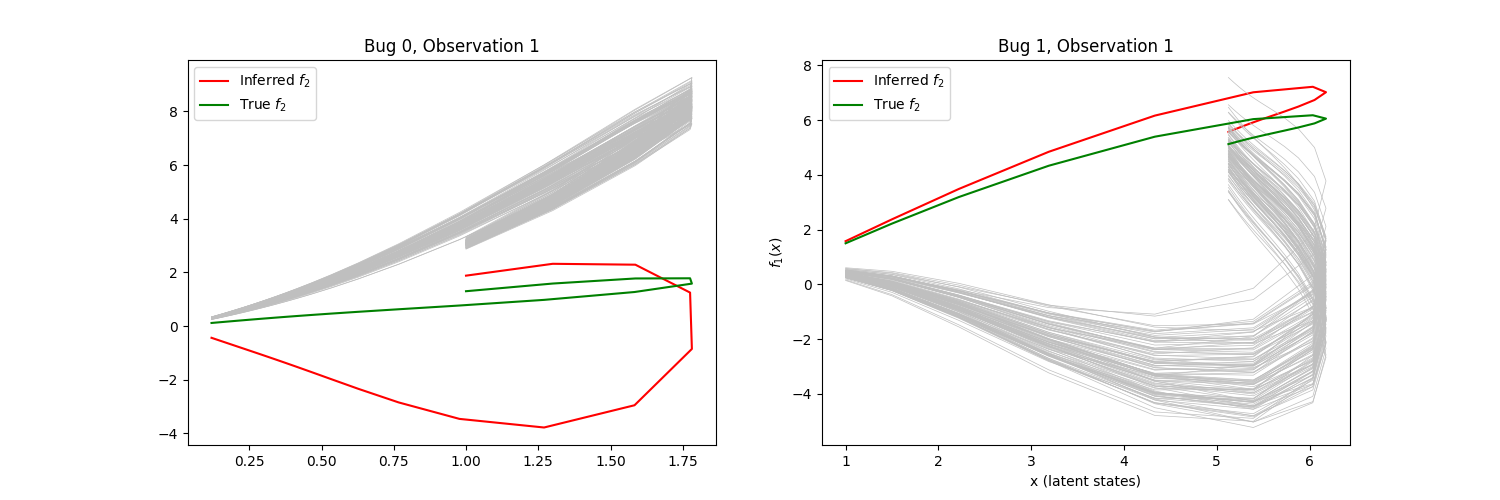 Bug 0, Observation 1
Inferred f₂
True f₂
8
6
4
2
0
−2
−4
0.25 0.50 0.75 1.00 1.25 1.50 1.75
Bug 1, Observation 1
Inferred f₂
True f₂
f₁(x)
8
6
4
2
0
−2
−4
1 2 3 4 5 6
x (latent states)